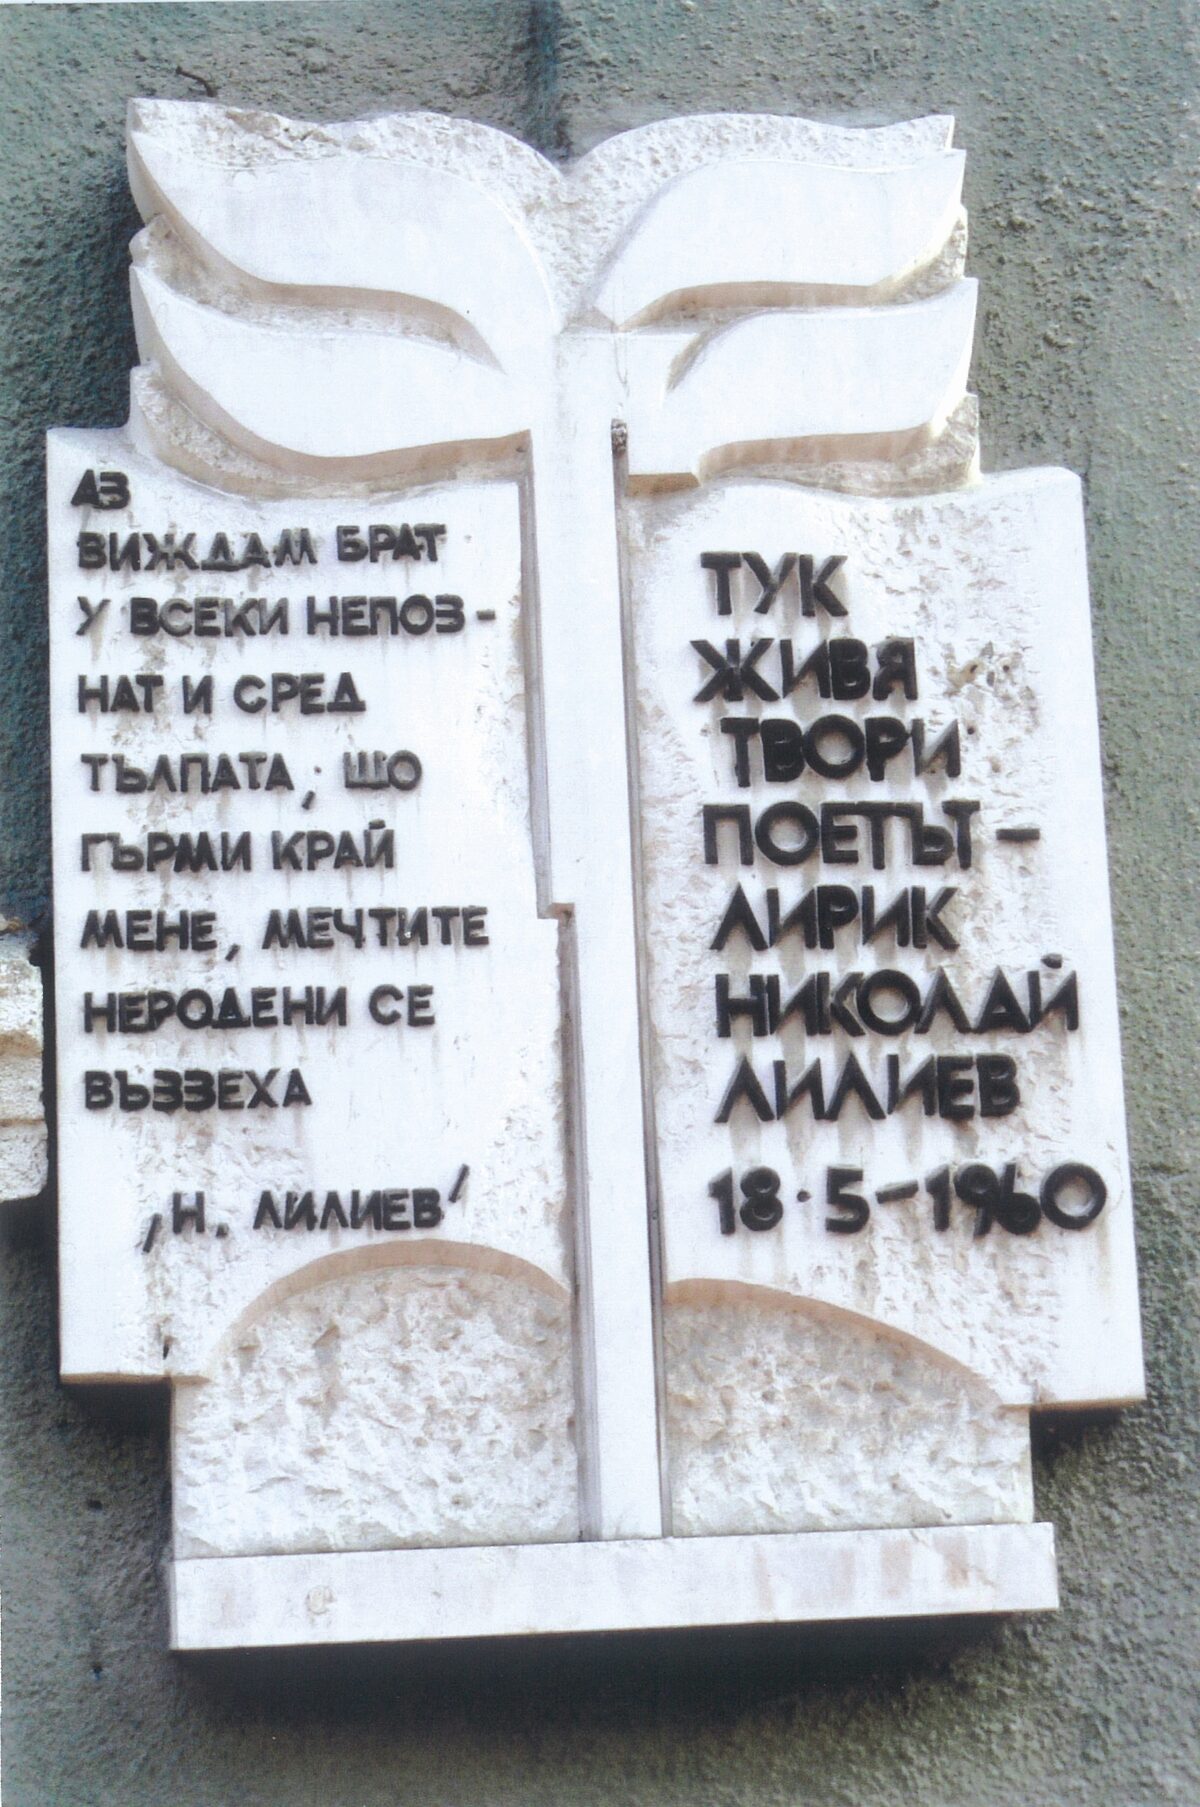 АЗ
ВИЖДАМ БРАТ
У ВСЕКИ НЕПОЗ-
НАТ И СРЕД
ТЪЛПАТА, ЩО
ГЪРМИ КРАЙ
МЕНЕ, МЕЧТИТЕ
НЕРОДЕНИ СЕ
ВЪЗЗЕХА
,Н. ЛИЛИЕВ'
ТУК
ЖИВЯ
ТВОРИ
ПОЕТЪТ –
ЛИРИК
НИКОЛАЙ
ЛИЛИЕВ
18·5–1960